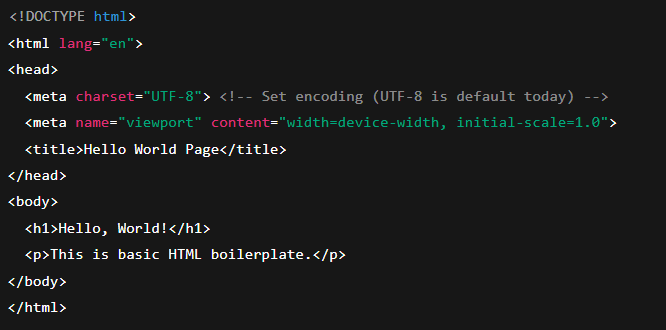 <!DOCTYPE html>
<html lang="en">
<head>
  <meta charset="UTF-8"> <!-- Set encoding (UTF-8 is default today) -->
  <meta name="viewport" content="width=device-width, initial-scale=1.0">
  <title>Hello World Page</title>
</head>
<body>
  <h1>Hello, World!</h1>
  <p>This is basic HTML boilerplate.</p>
</body>
</html>